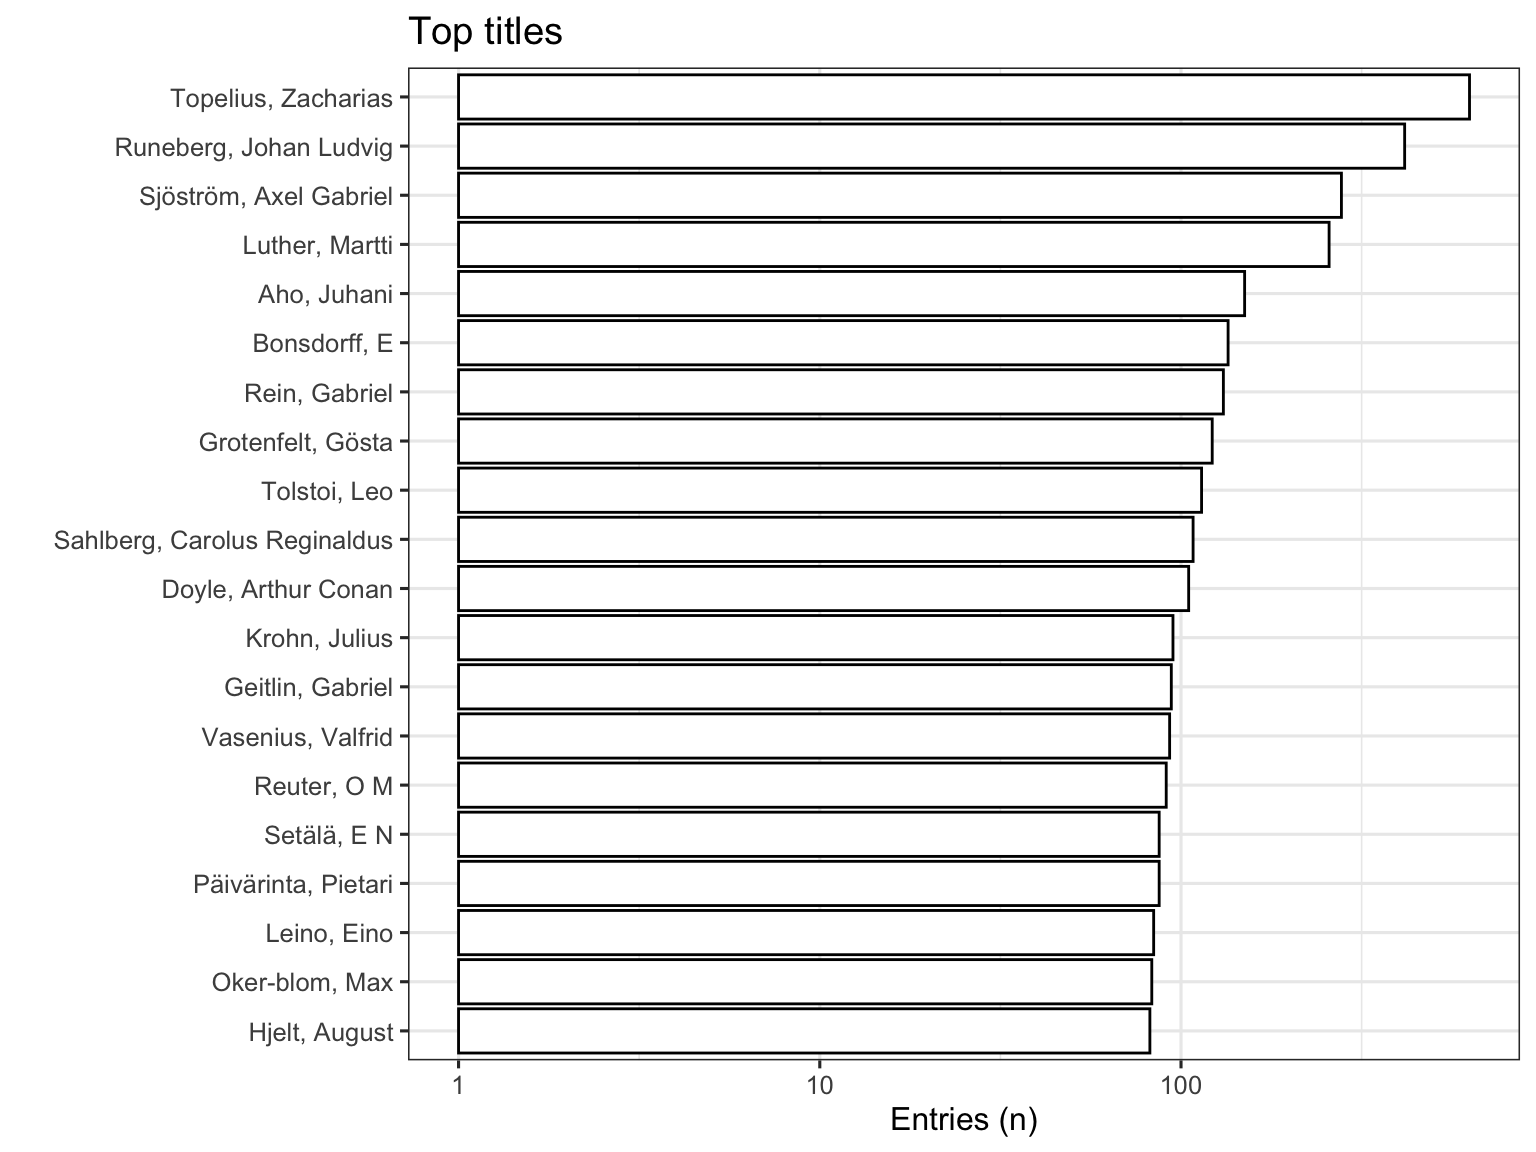 Top titles
Topelius, Zacharias
Runeberg, Johan Ludvig
Sjöström, Axel Gabriel
Luther, Martti
Aho, Juhani
Bonsdorff, E
Rein, Gabriel
Grotenfelt, Gösta
Tolstoi, Leo
Sahlberg, Carolus Reginaldus
Doyle, Arthur Conan
Krohn, Julius
Geitlin, Gabriel
Vasenius, Valfrid
Reuter, O M
Setälä, E N
Päivärinta, Pietari
Leino, Eino
Oker-blom, Max
Hjelt, August
1 10 100
Entries (n)